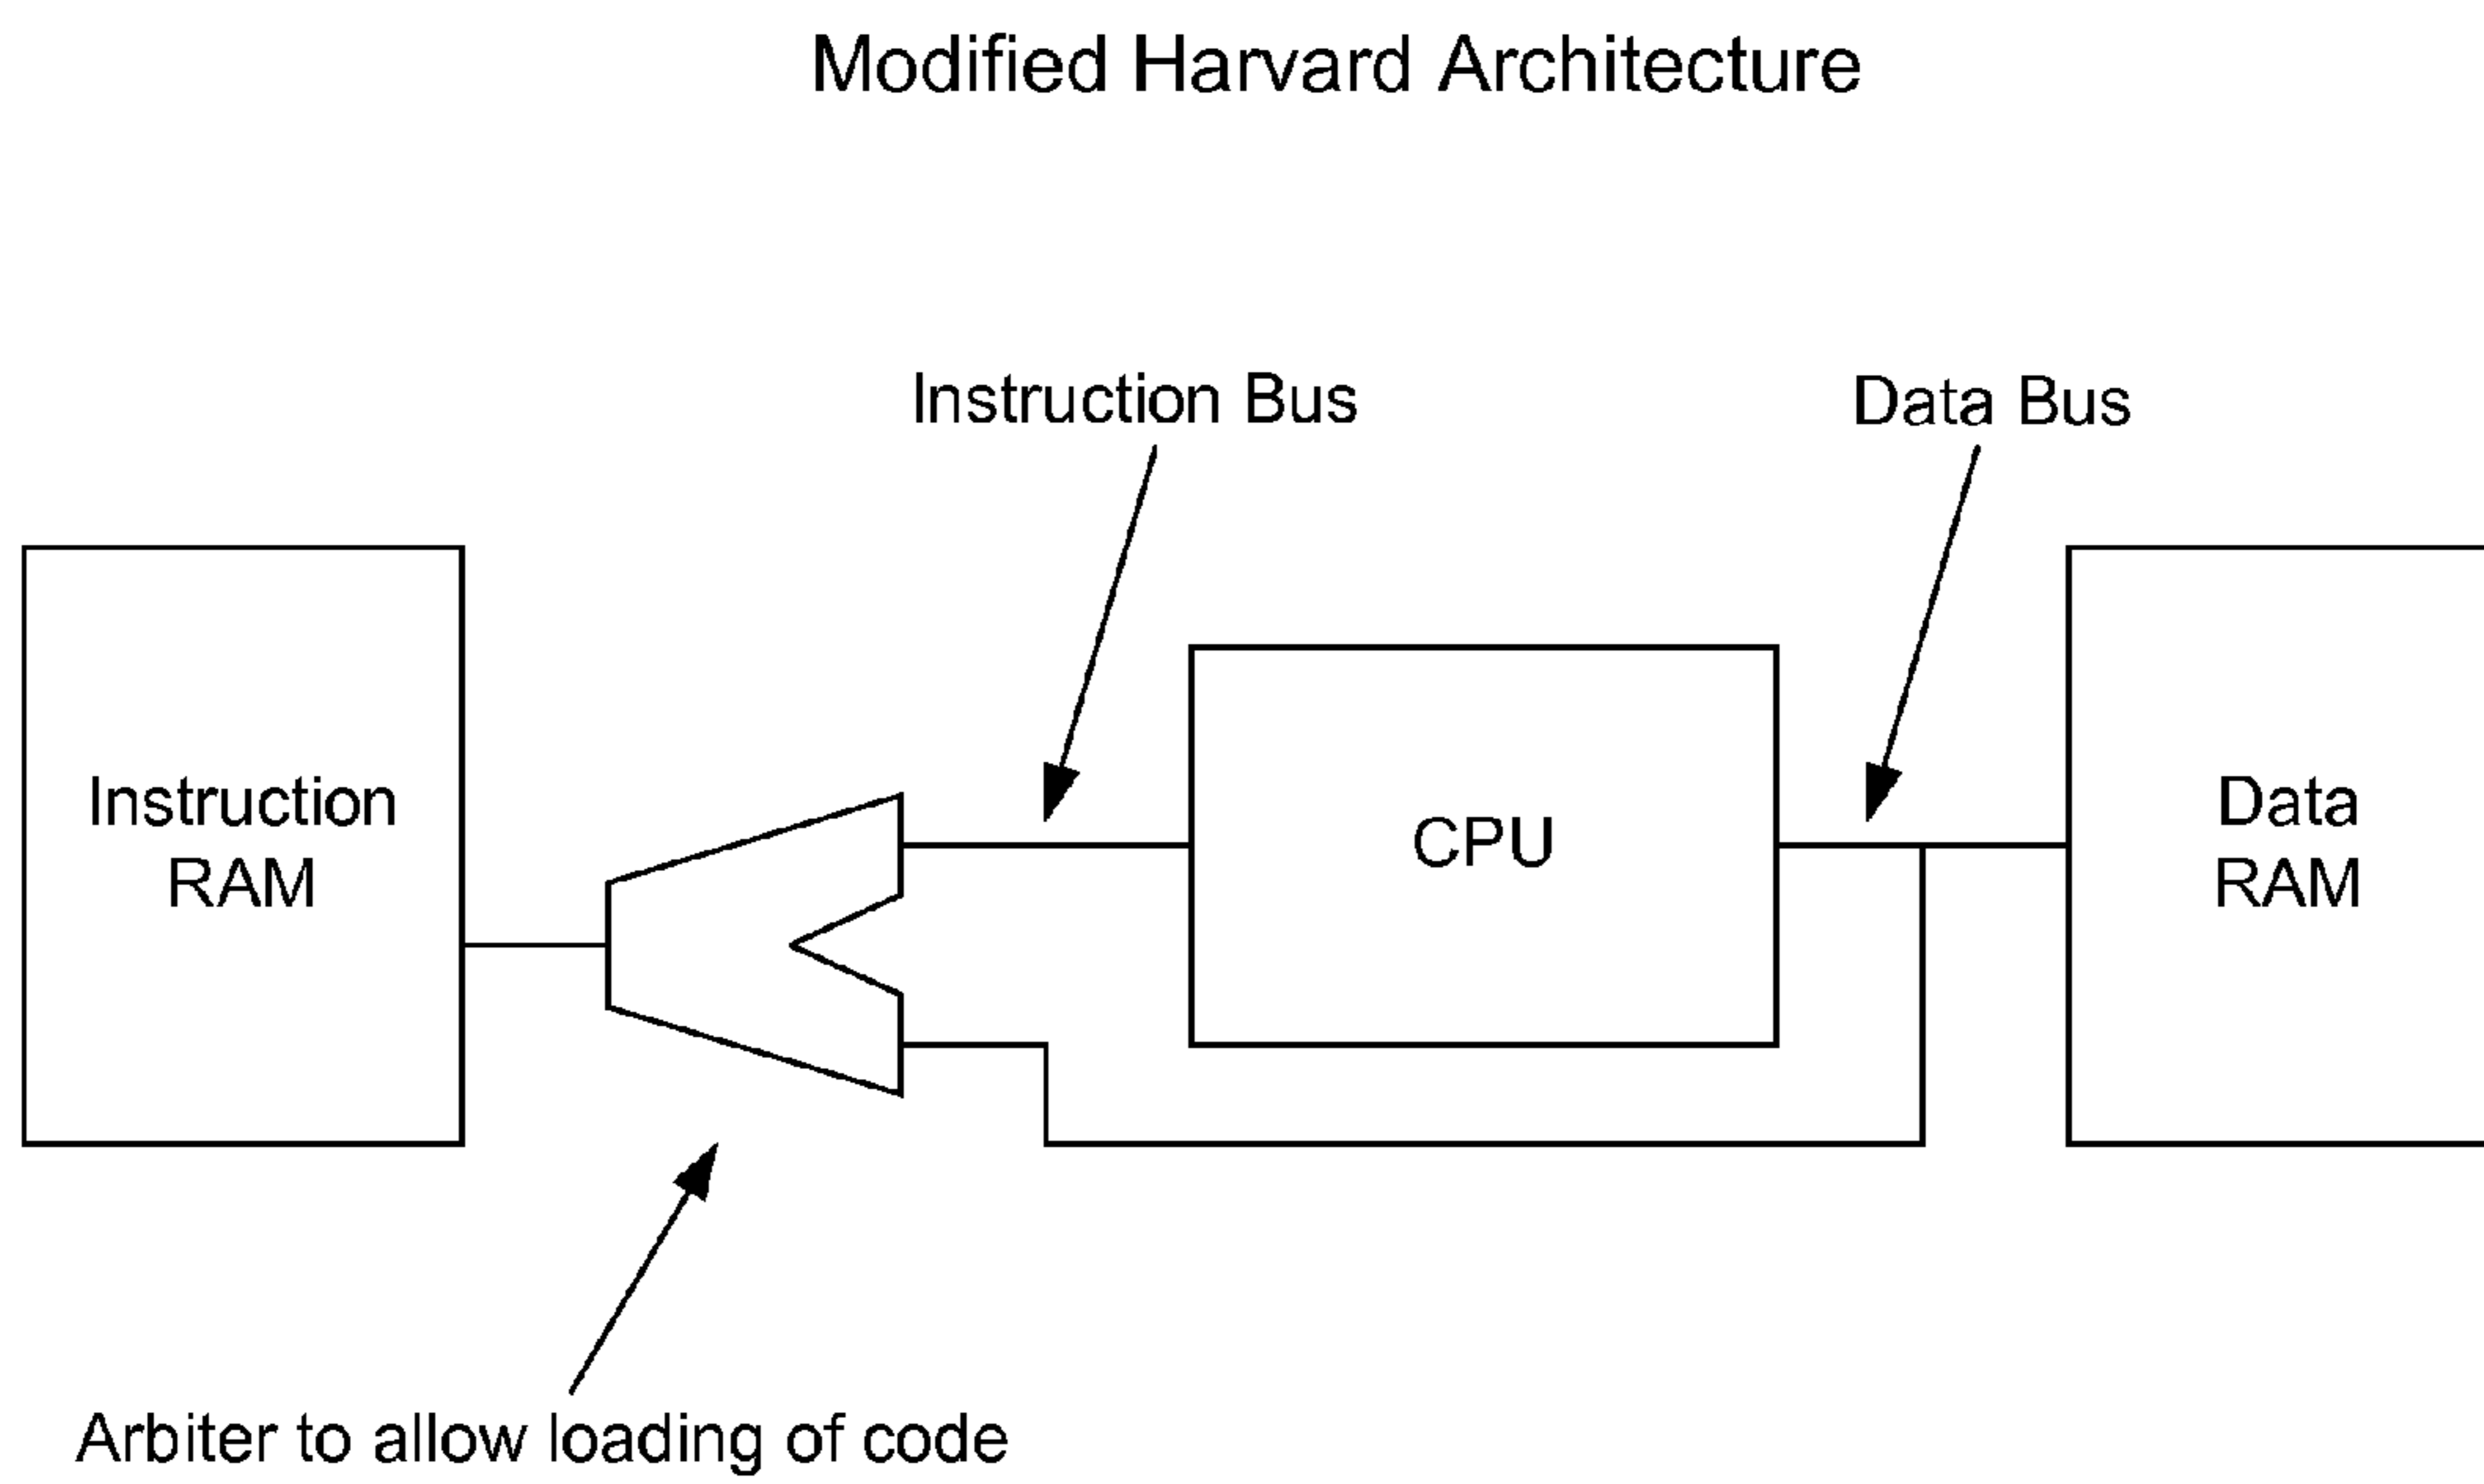 Modified Harvard Architecture
Instruction Bus
Data Bus
Instruction
RAM
CPU
Data
RAM
Arbiter to allow loading of code